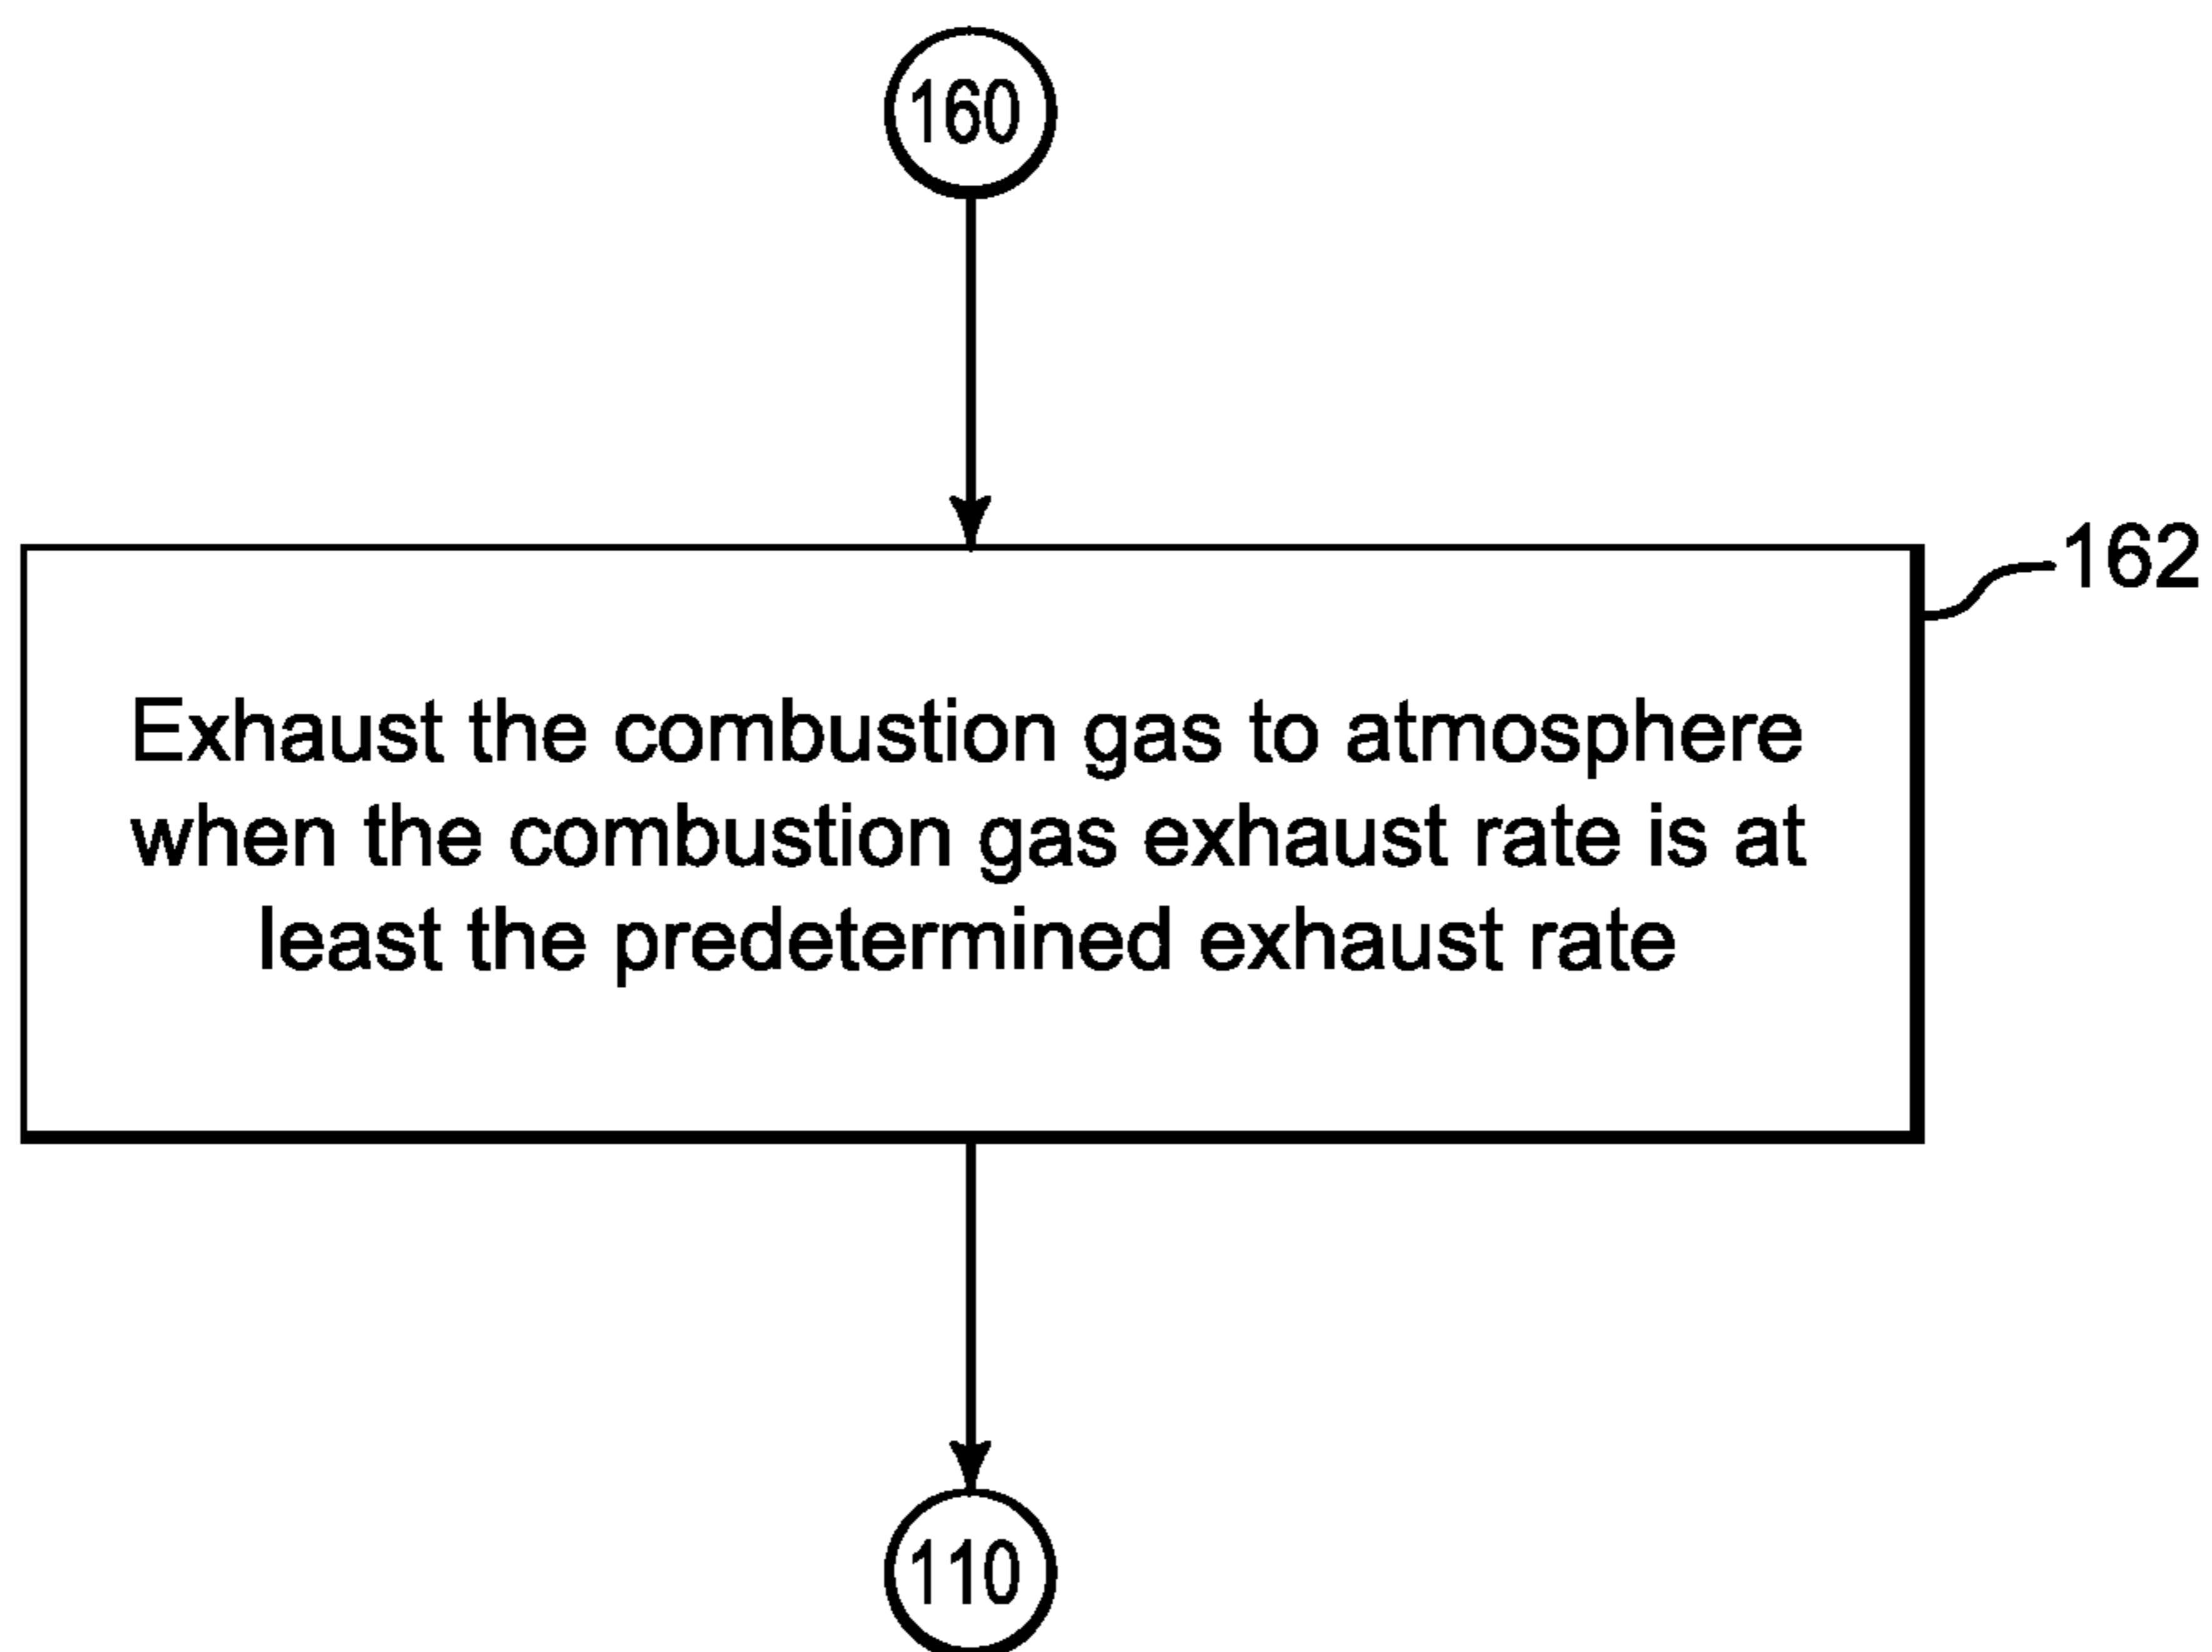 160
162
Exhaust the combustion gas to atmosphere
when the combustion gas exhaust rate is at
least the predetermined exhaust rate
110